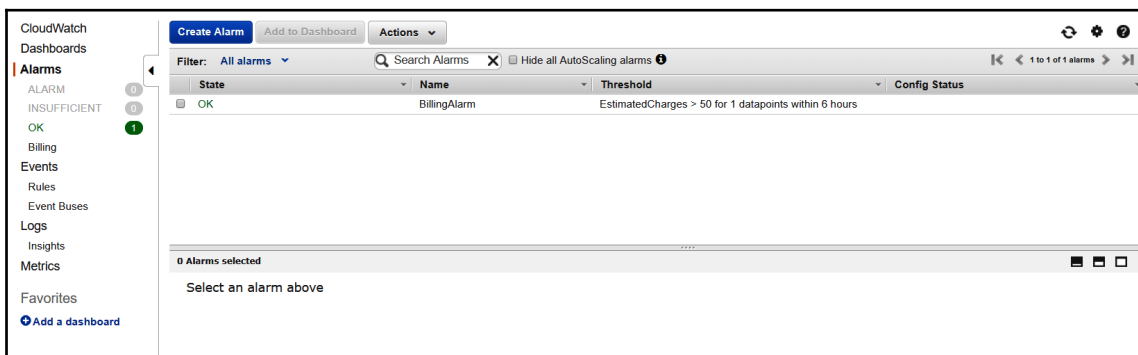 CloudWatch
Dashboards
Alarms
ALARM 0
INSUFFICIENT 0
OK 1
Billing
Events
Rules
Event Buses
Logs
Insights
Metrics
Favorites
Add a dashboard
Create Alarm Add to Dashboard Actions
Filter: All alarms Search Alarms Hide all AutoScaling alarms 1 to 1 of 1 alarms
State Name Threshold Config Status
OK BillingAlarm EstimatedCharges > 50 for 1 datapoints within 6 hours
0 Alarms selected
Select an alarm above